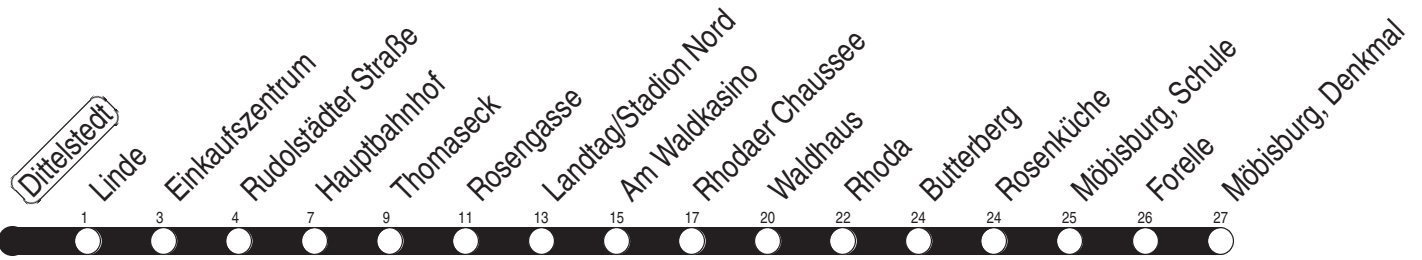 Dittelstedt
Linde
Einkaufszentrum
Rudolstädter Straße
Hauptbahnhof
Thomaseck
Rosengasse
Landtag/Stadion Nord
Am Waldkasino
Rhodaer Chaussee
Waldhaus
Rhoda
Butterberg
Rosenküche
Möbisburg, Schule
Forelle
Möbisburg, Denkmal
1 3 4 7 9 11 13 15 17 20 22 24 24 25 26 27